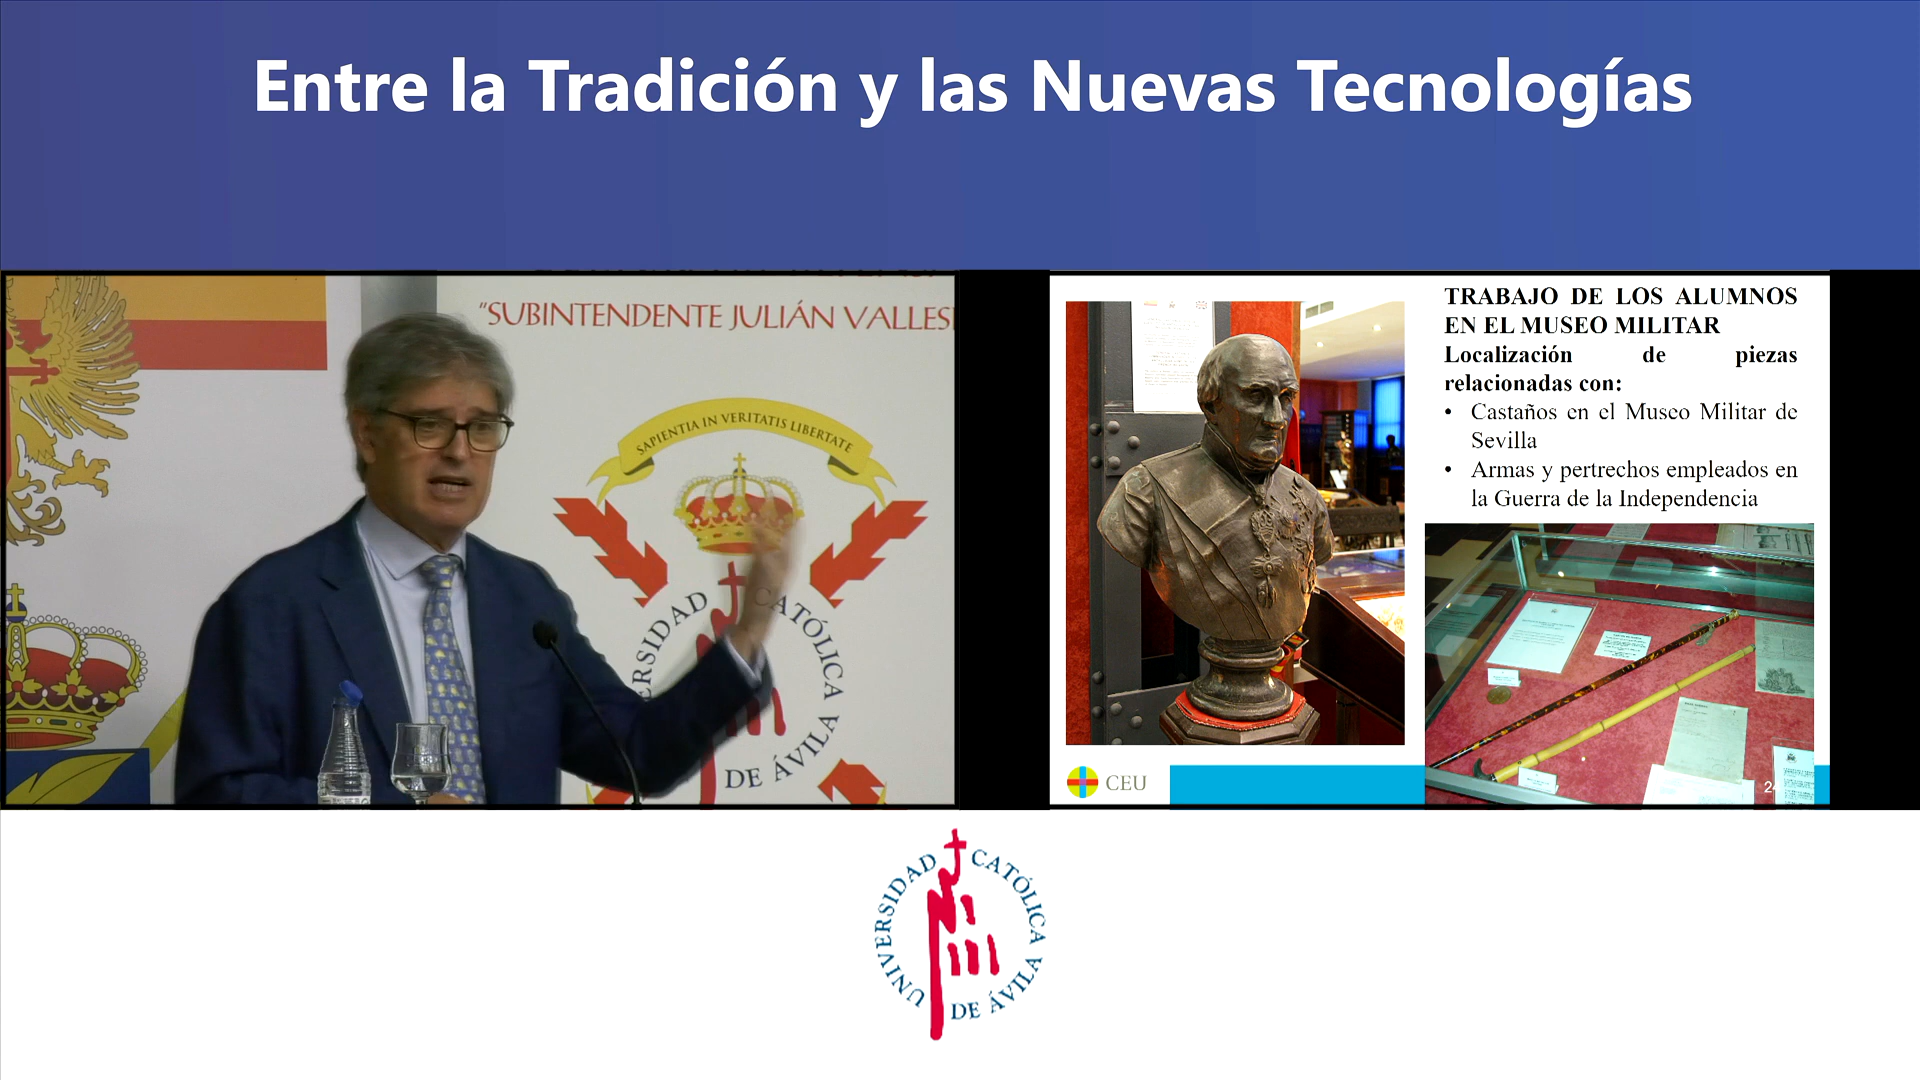 Entre la Tradición y las Nuevas Tecnologías
"SUBINTENDENTE JULIÁN
SAPIENTIA IN VERITATIS LIBERTATE
CATÓLICA
DE ÁVILA
TRABAJO DE LOS ALUMNOS
EN EL MUSEO MILITAR
Localización de piezas
relacionadas con:
• Castaños en el Museo Militar de
Sevilla
• Armas y pertrechos empleados en
la Guerra de la Independencia
CEU
UNIVERSIDAD CATÓLICA
DE ÁVILA